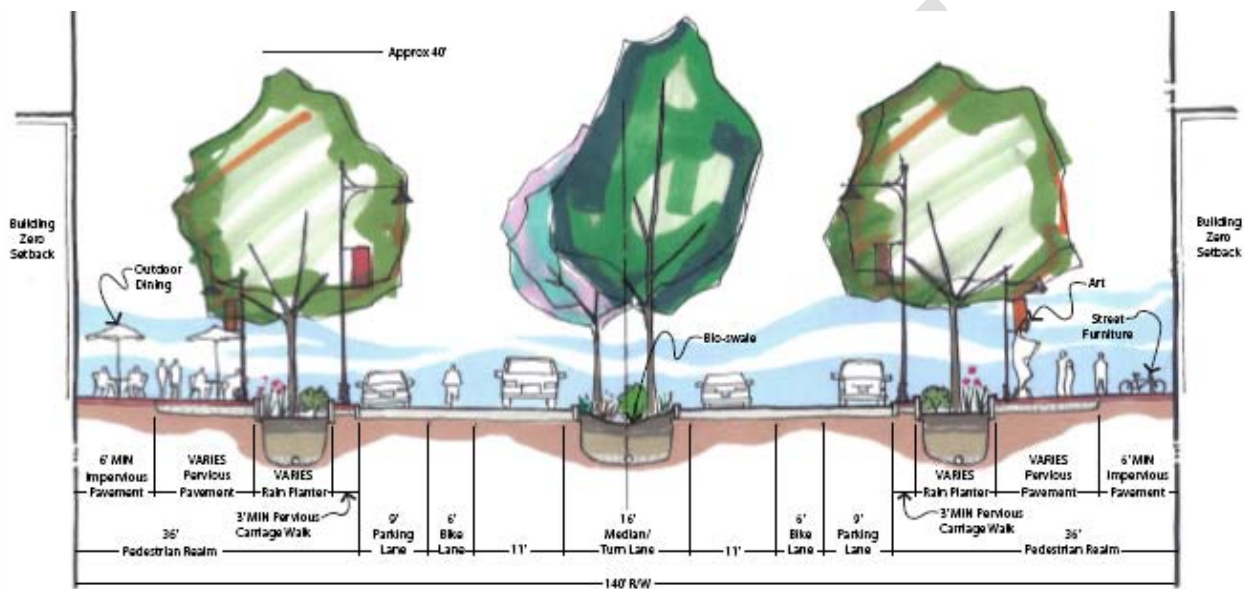 Approx 40'
Building
Zero
Setback
Building
Zero
Setback
Outdoor
Dining
Art
Street
Furniture
Bio-swale
6' MIN
Impervious
Pavement
VARIES
Pervious
Pavement
VARIES
Rain Planter
3' MIN Pervious
Carriage Walk
36'
Pedestrian Realm
9'
Parking
Lane
6'
Bike
Lane
11'
16'
Median/
Turn Lane
11'
6'
Bike
Lane
9'
Parking
Lane
VARIES
Rain Planter
VARIES
Pervious
Pavement
6' MIN
Impervious
Pavement
3' MIN Pervious
Carriage Walk
36'
Pedestrian Realm
140' R/W